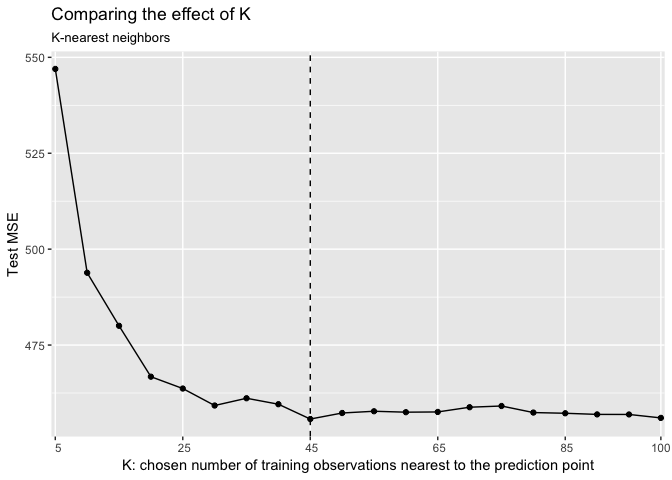 Comparing the effect of K
K-nearest neighbors
550
525
500
475
Test MSE
5 25 45 65 85 100
K: chosen number of training observations nearest to the prediction point